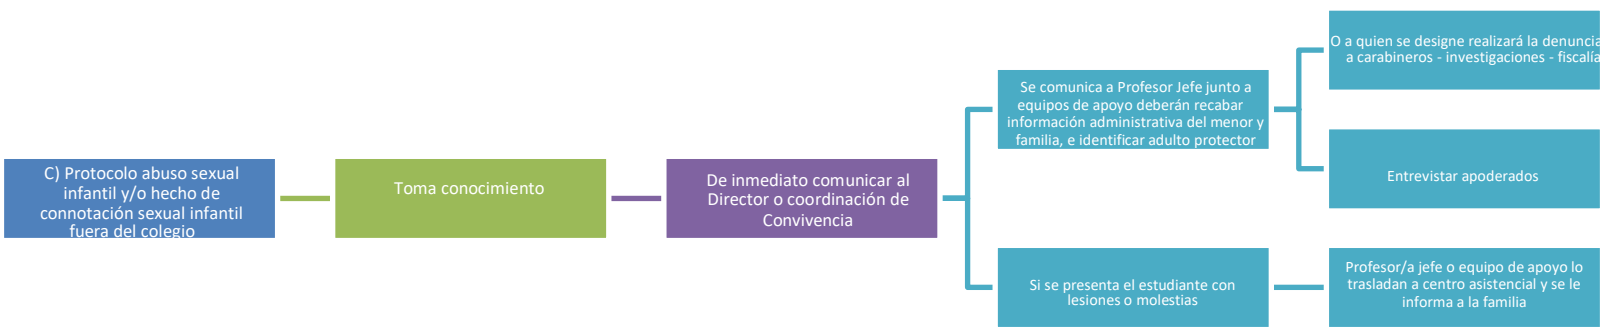 C) Protocolo abuso sexual
infantil y/o hecho de
connotación sexual infantil
fuera del colegio
Toma conocimiento
De inmediato comunicar al
Director o coordinación de
Convivencia
Se comunica a Profesor Jefe junto a
equipos de apoyo deberán recabar
información administrativa del menor y
familia, e identificar adulto protector
O a quien se designe realizará la denuncia
a carabineros - investigaciones - fiscalía
Entrevistar apoderados
Si se presenta el estudiante con
lesiones o molestias
Profesor/a jefe o equipo de apoyo lo
trasladan a centro asistencial y se le
informa a la familia